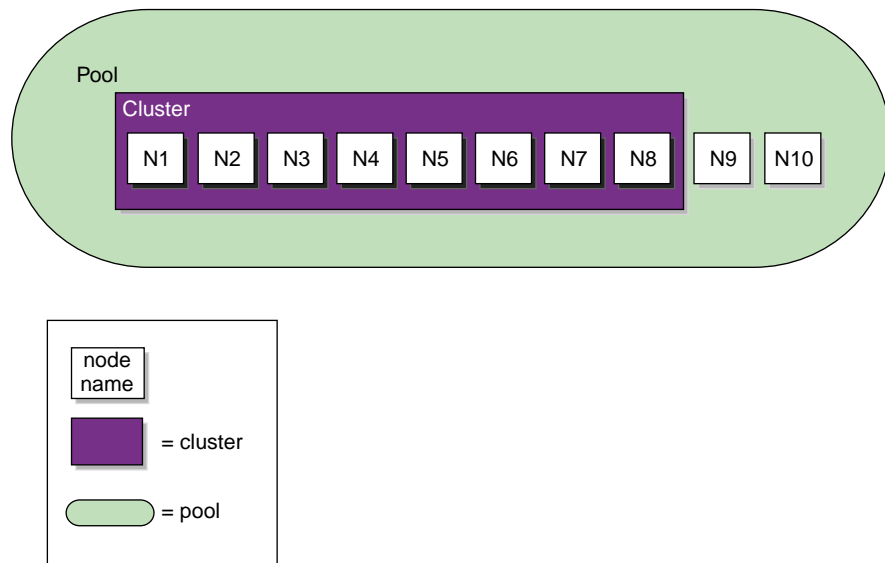 Pool
Cluster
N1 N2 N3 N4 N5 N6 N7 N8 N9 N10
node
name
= cluster
= pool